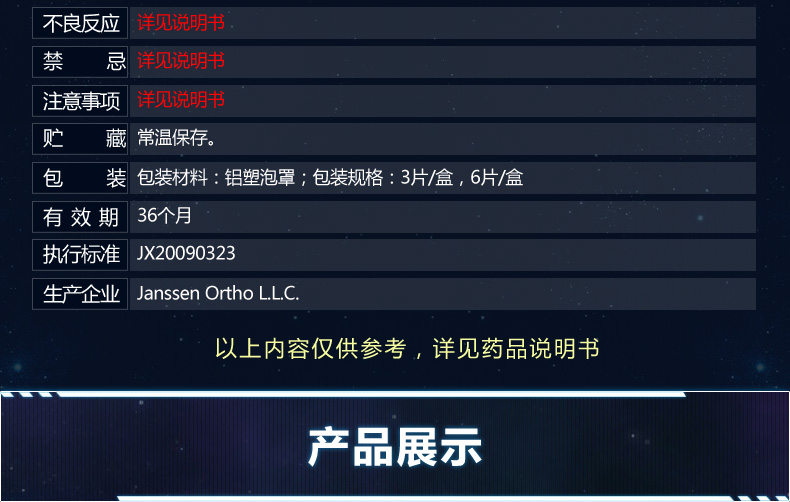 不良反应 详见说明书
禁 忌 详见说明书
注意事项 详见说明书
贮 藏 常温保存。
包 装 包装材料：铝塑泡罩；包装规格：3片/盒，6片/盒
有 效 期 36个月
执行标准 JX20090323
生产企业 Janssen Ortho L.L.C.
以上内容仅供参考，详见药品说明书
产品展示